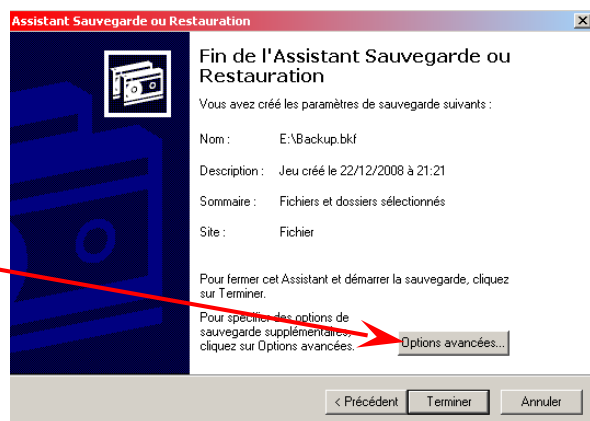 Assistant Sauvegarde ou Restauration
Fin de l'Assistant Sauvegarde ou
Restauration
Vous avez créé les paramètres de sauvegarde suivants :
Nom : E:\Backup.bkf
Description : Jeu créé le 22/12/2008 à 21:21
Sommaire : Fichiers et dossiers sélectionnés
Site : Fichier
Pour fermer cet Assistant et démarrer la sauvegarde, cliquez
sur Terminer.
Pour spécifier des options de
sauvegarde supplémentaires,
cliquez sur Options avancées.
Options avancées...
< Précédent Terminer Annuler